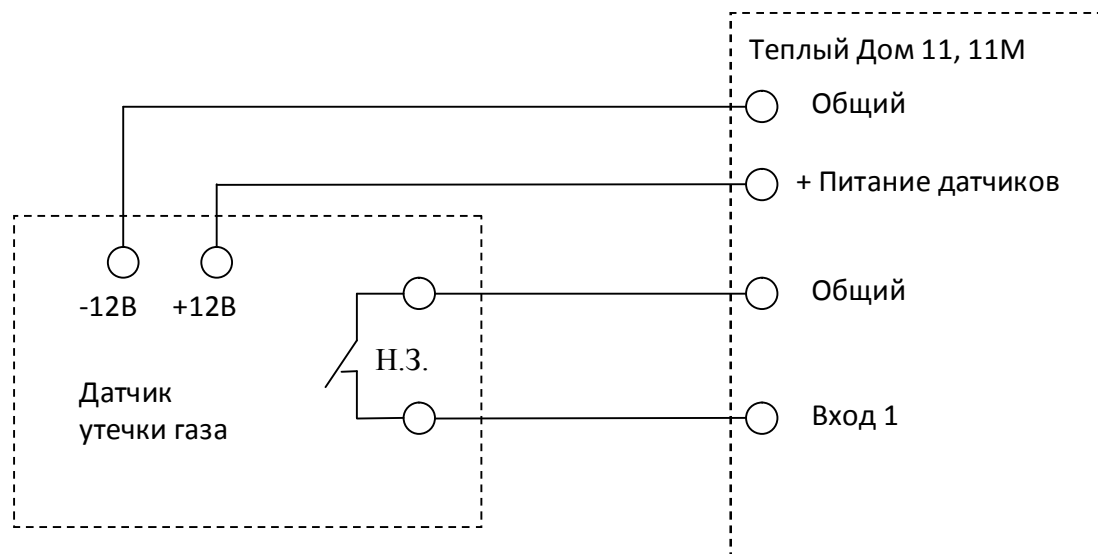 Теплый Дом 11, 11М
Общий
+ Питание датчиков
-12В +12В
Общий
Н.З.
Датчик
утечки газа
Вход 1